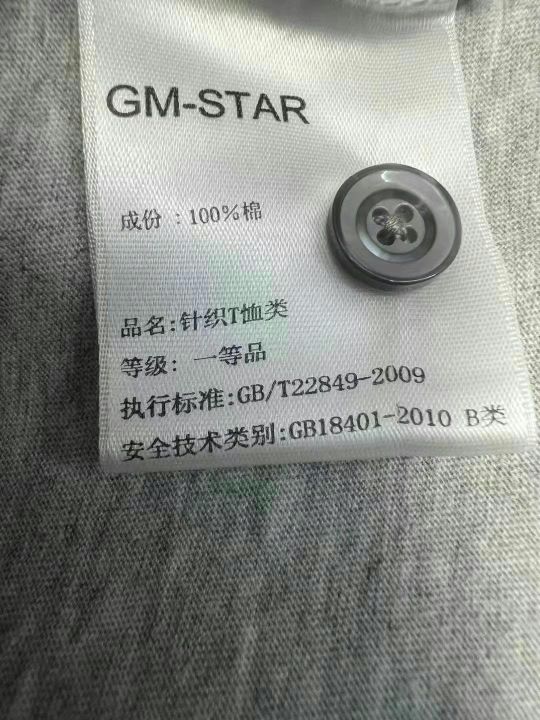 GM-STAR
成份 :100%棉
品名:针织T恤类
等级: 一等品
执行标准:GB/T22849-2009
安全技术类别:GB18401-2010 B类